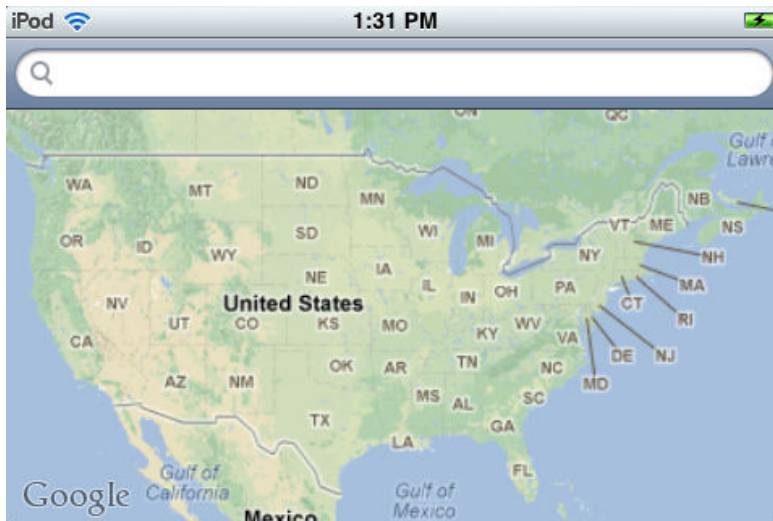 iPod 1:31 PM
ON QC
Gulf of
Lawre
WA MT ND MN NB
OR ID WY SD WI MI VT ME NS
NY NH
NE IA IL IN OH PA MA
NV United States CT RI
UT CO KS MO KY WV
CA VA DE NJ
AZ NM OK AR TN NC MD
MS AL SC
TX GA
LA
FL
Gulf of
California
Google
Gulf of
Mexico
Mexico